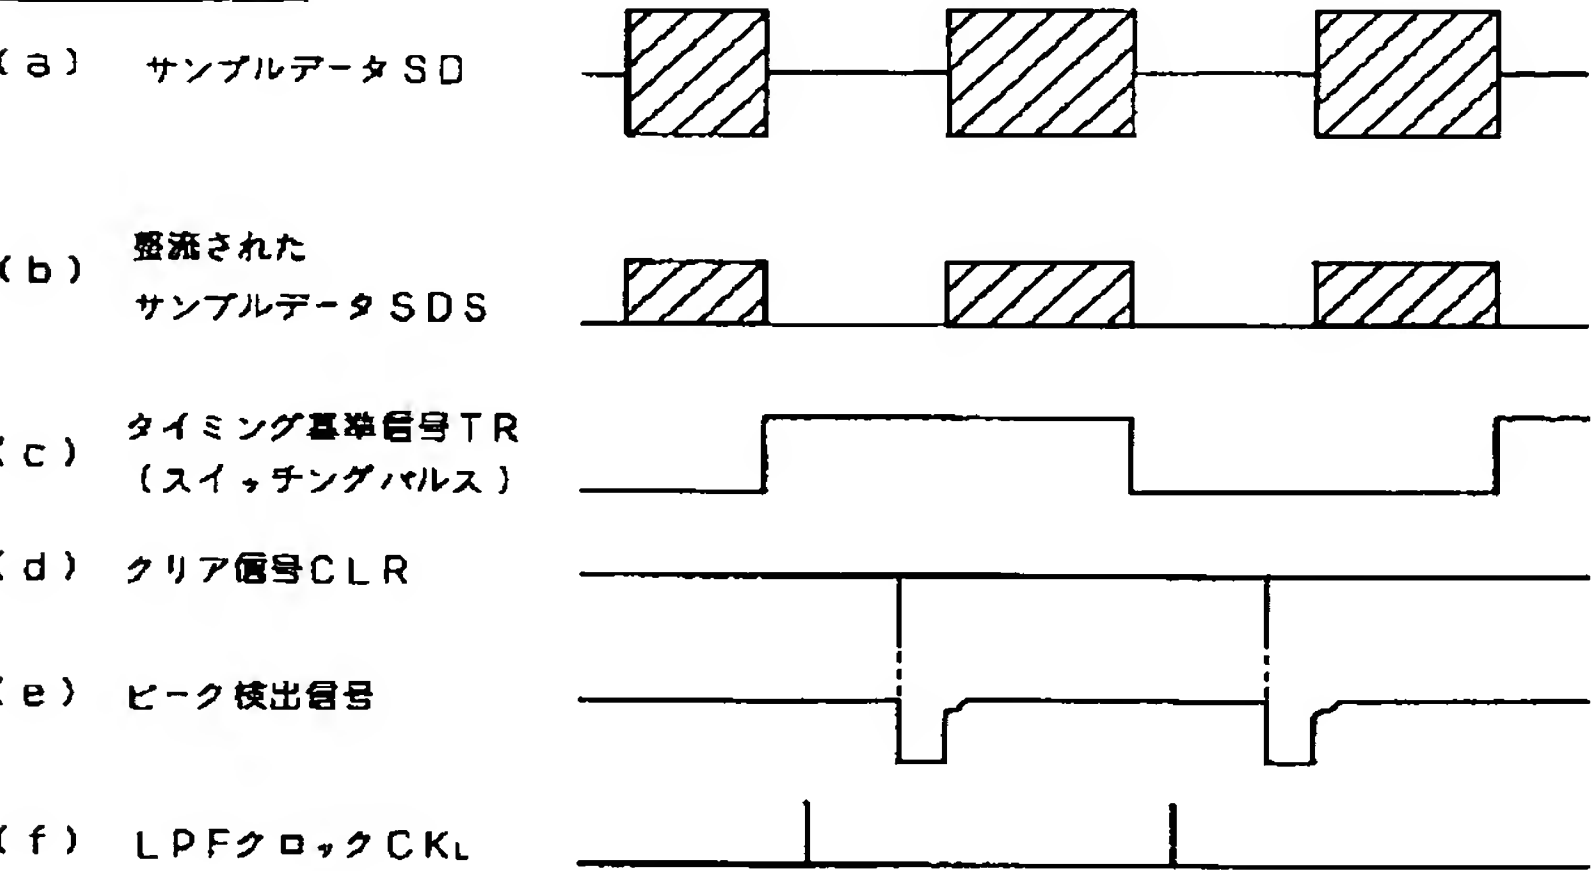 (a) サンプルデータSD
(b) 整流された
サンプルデータSDS
(c) タイミング基準信号TR
(スイッチングパルス)
(d) クリア信号CLR
(e) ピーク検出信号
(f) LPFクロックCKL